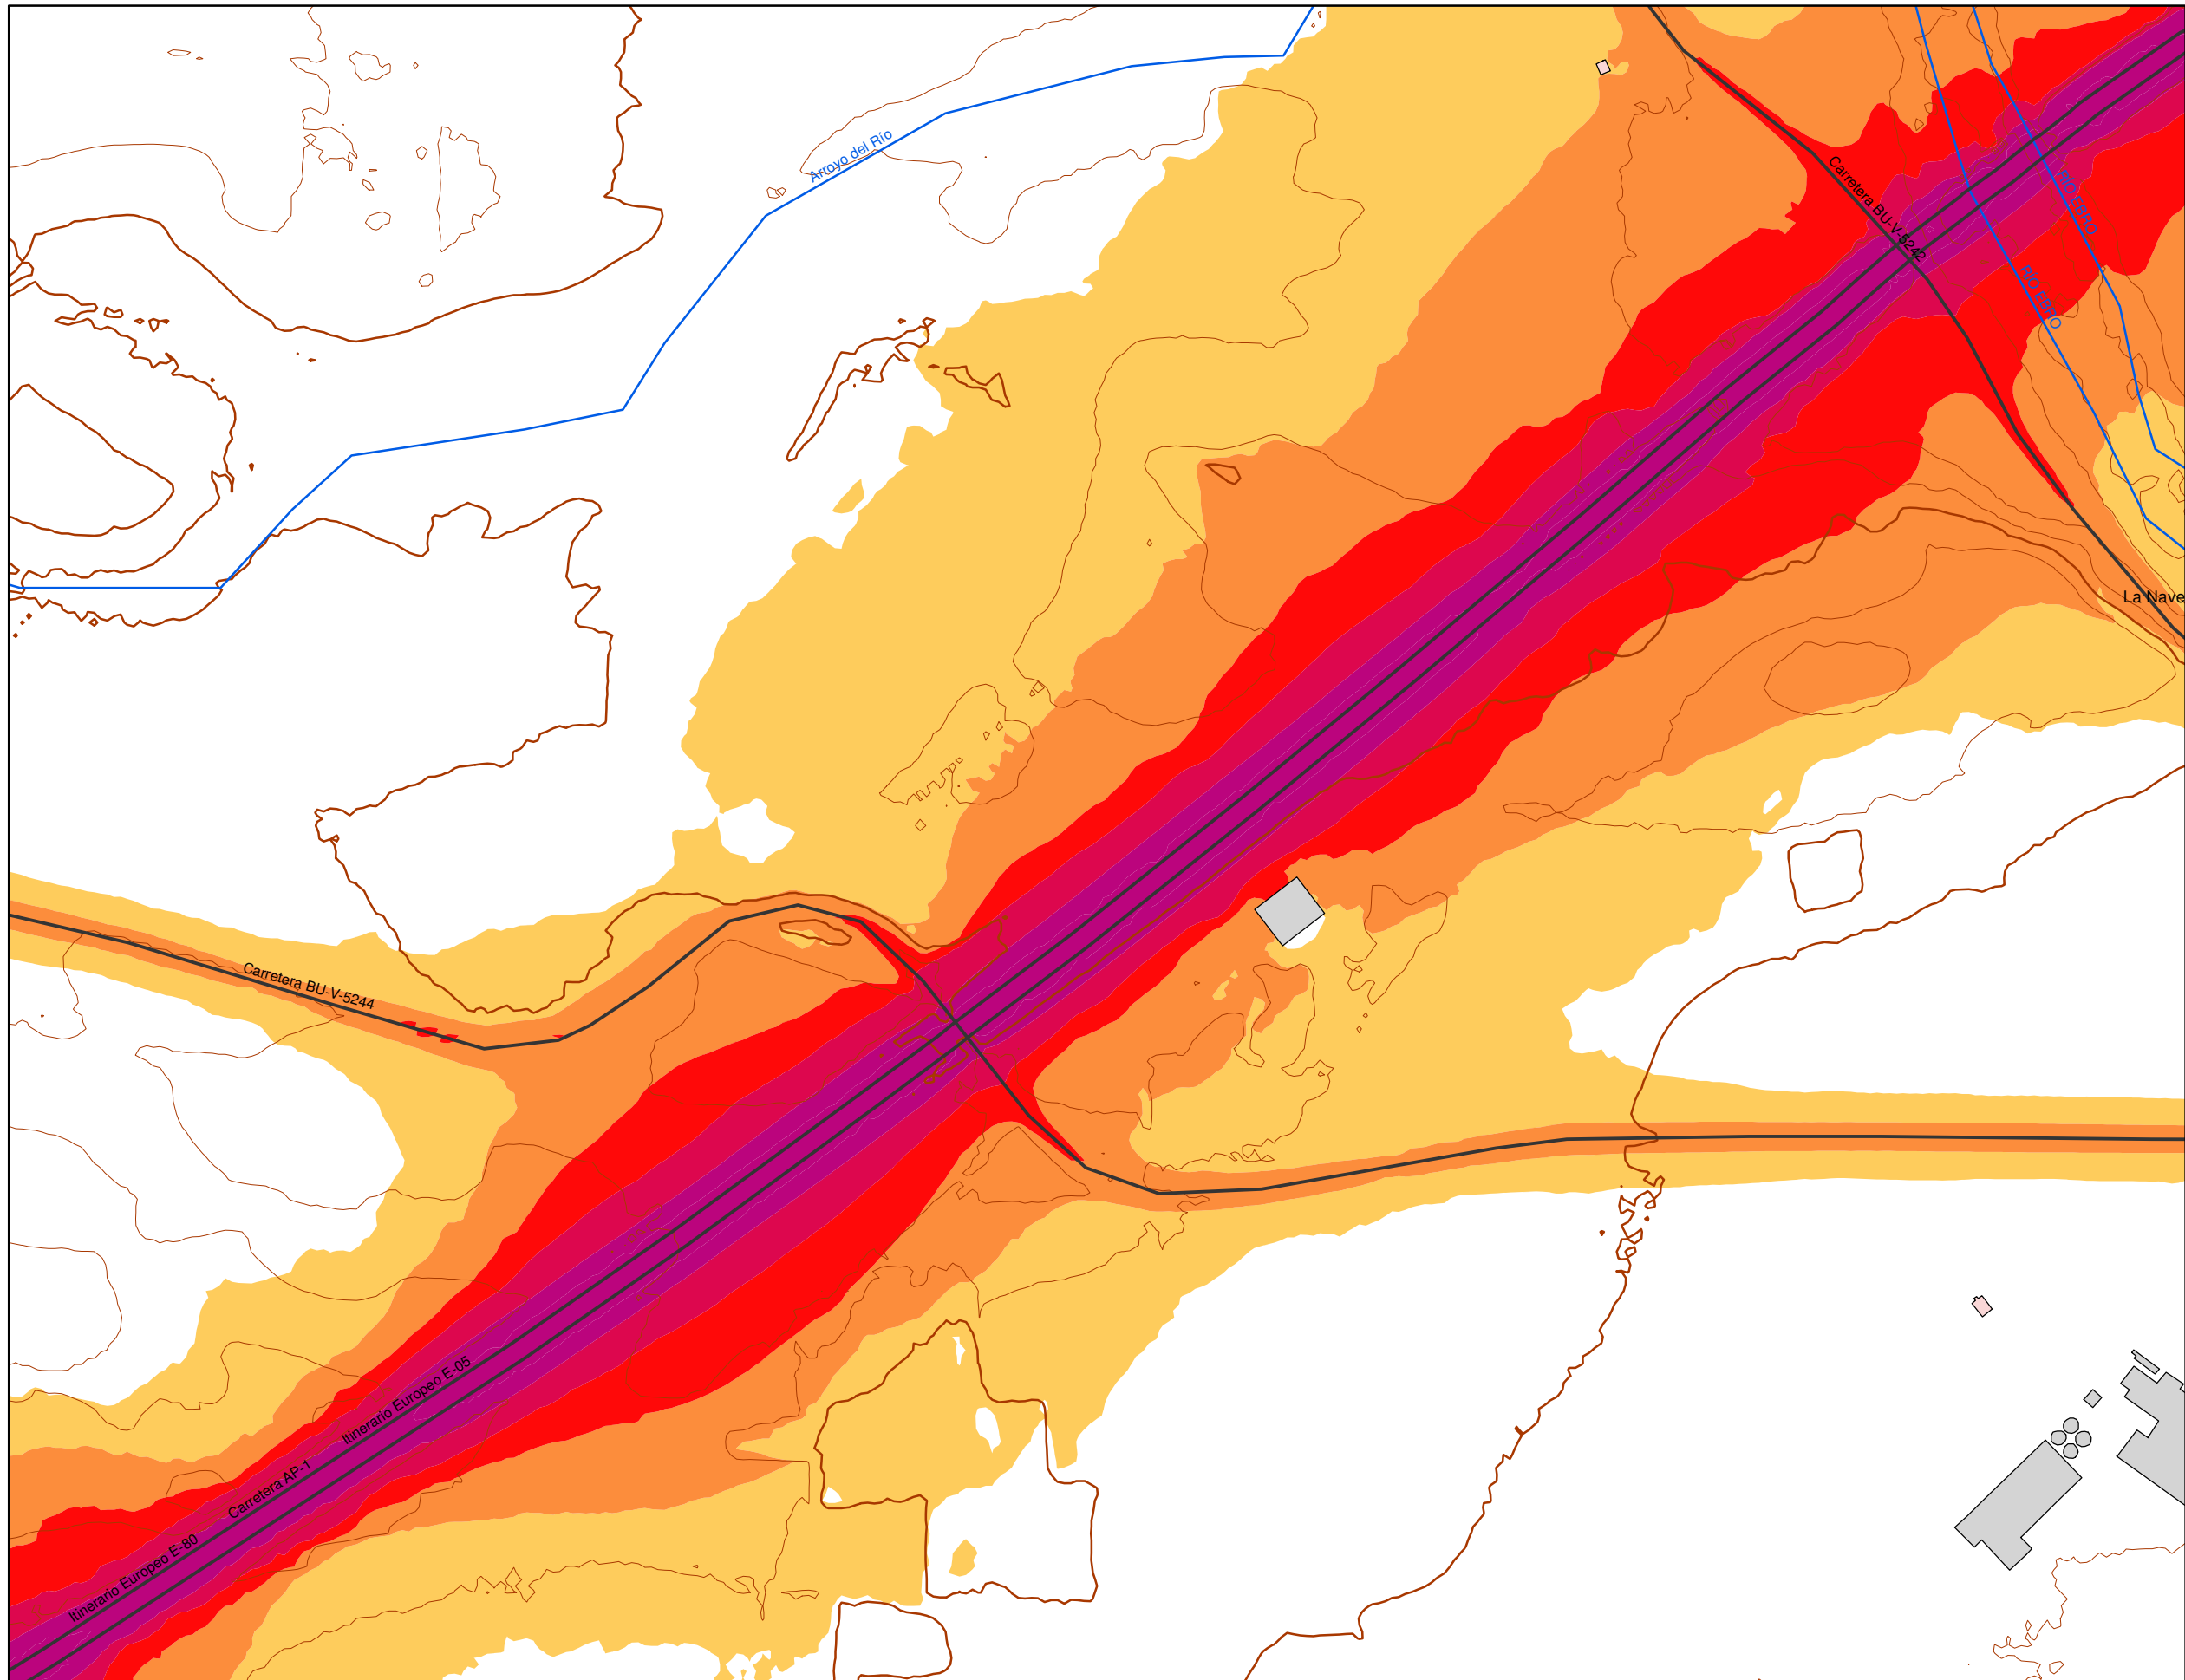 Arroyo del Río
Carretera BU-V-5242
RÍO EBRO
RÍO EBRO
La Nave
Carretera BU-V-5244
Itinerario Europeo E-05
Carretera AP-1
Itinerario Europeo E-80